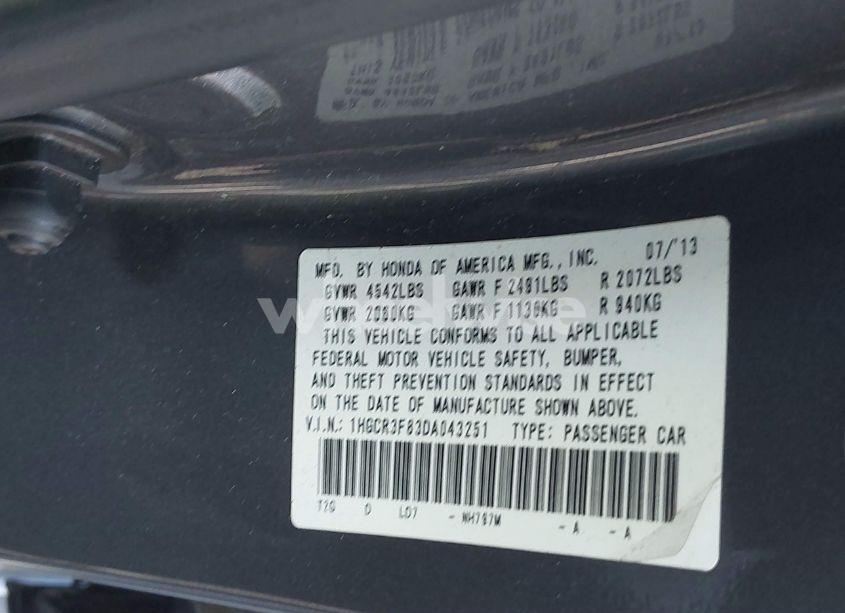 07/'13
MFD. BY HONDA OF AMERICA MFG., INC.
GVWR 4542LBS GAWR F 2491LBS R 2072LBS
GVWR 2060KG GAWR F 1130KG R 940KG
THIS VEHICLE CONFORMS TO ALL APPLICABLE
FEDERAL MOTOR VEHICLE SAFETY, BUMPER,
AND THEFT PREVENTION STANDARDS IN EFFECT
ON THE DATE OF MANUFACTURE SHOWN ABOVE.
V.I.N.: 1HGCR3F83DA043251 TYPE: PASSENGER CAR
T2G D L07 - NH797M - A - A